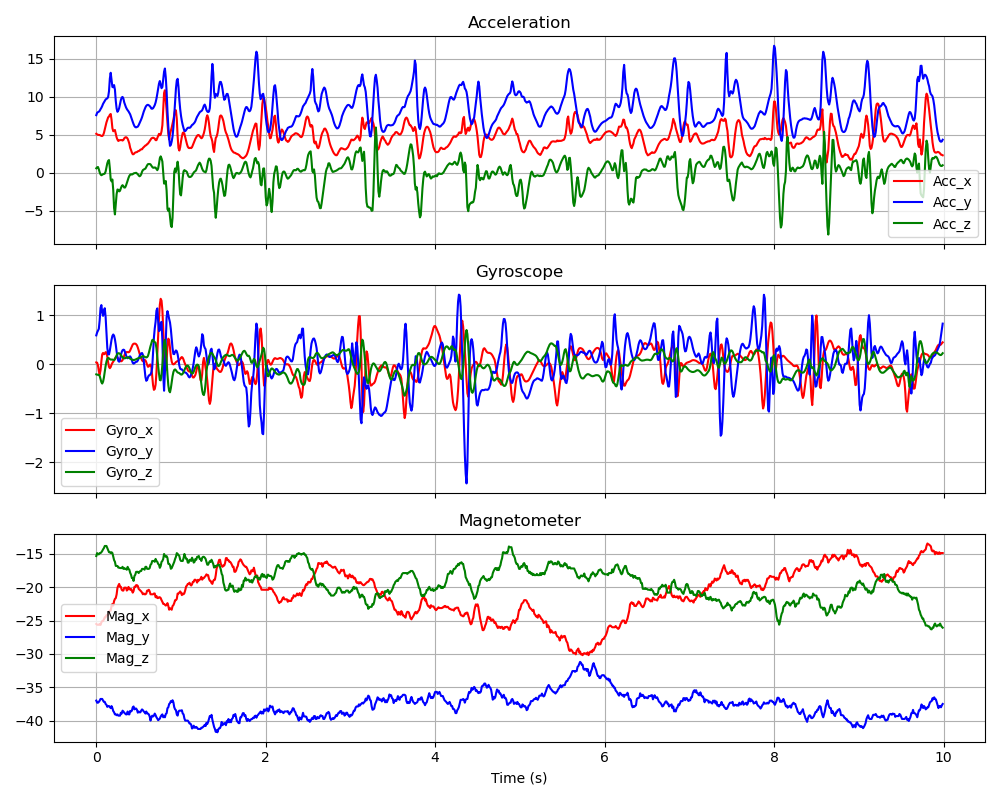 Acceleration
15
10
5
0
−5
Acc_x
Acc_y
Acc_z
Gyroscope
1
0
−1
−2
Gyro_x
Gyro_y
Gyro_z
Magnetometer
−15
−20
−25
−30
−35
−40
Mag_x
Mag_y
Mag_z
0 2 4 6 8 10
Time (s)